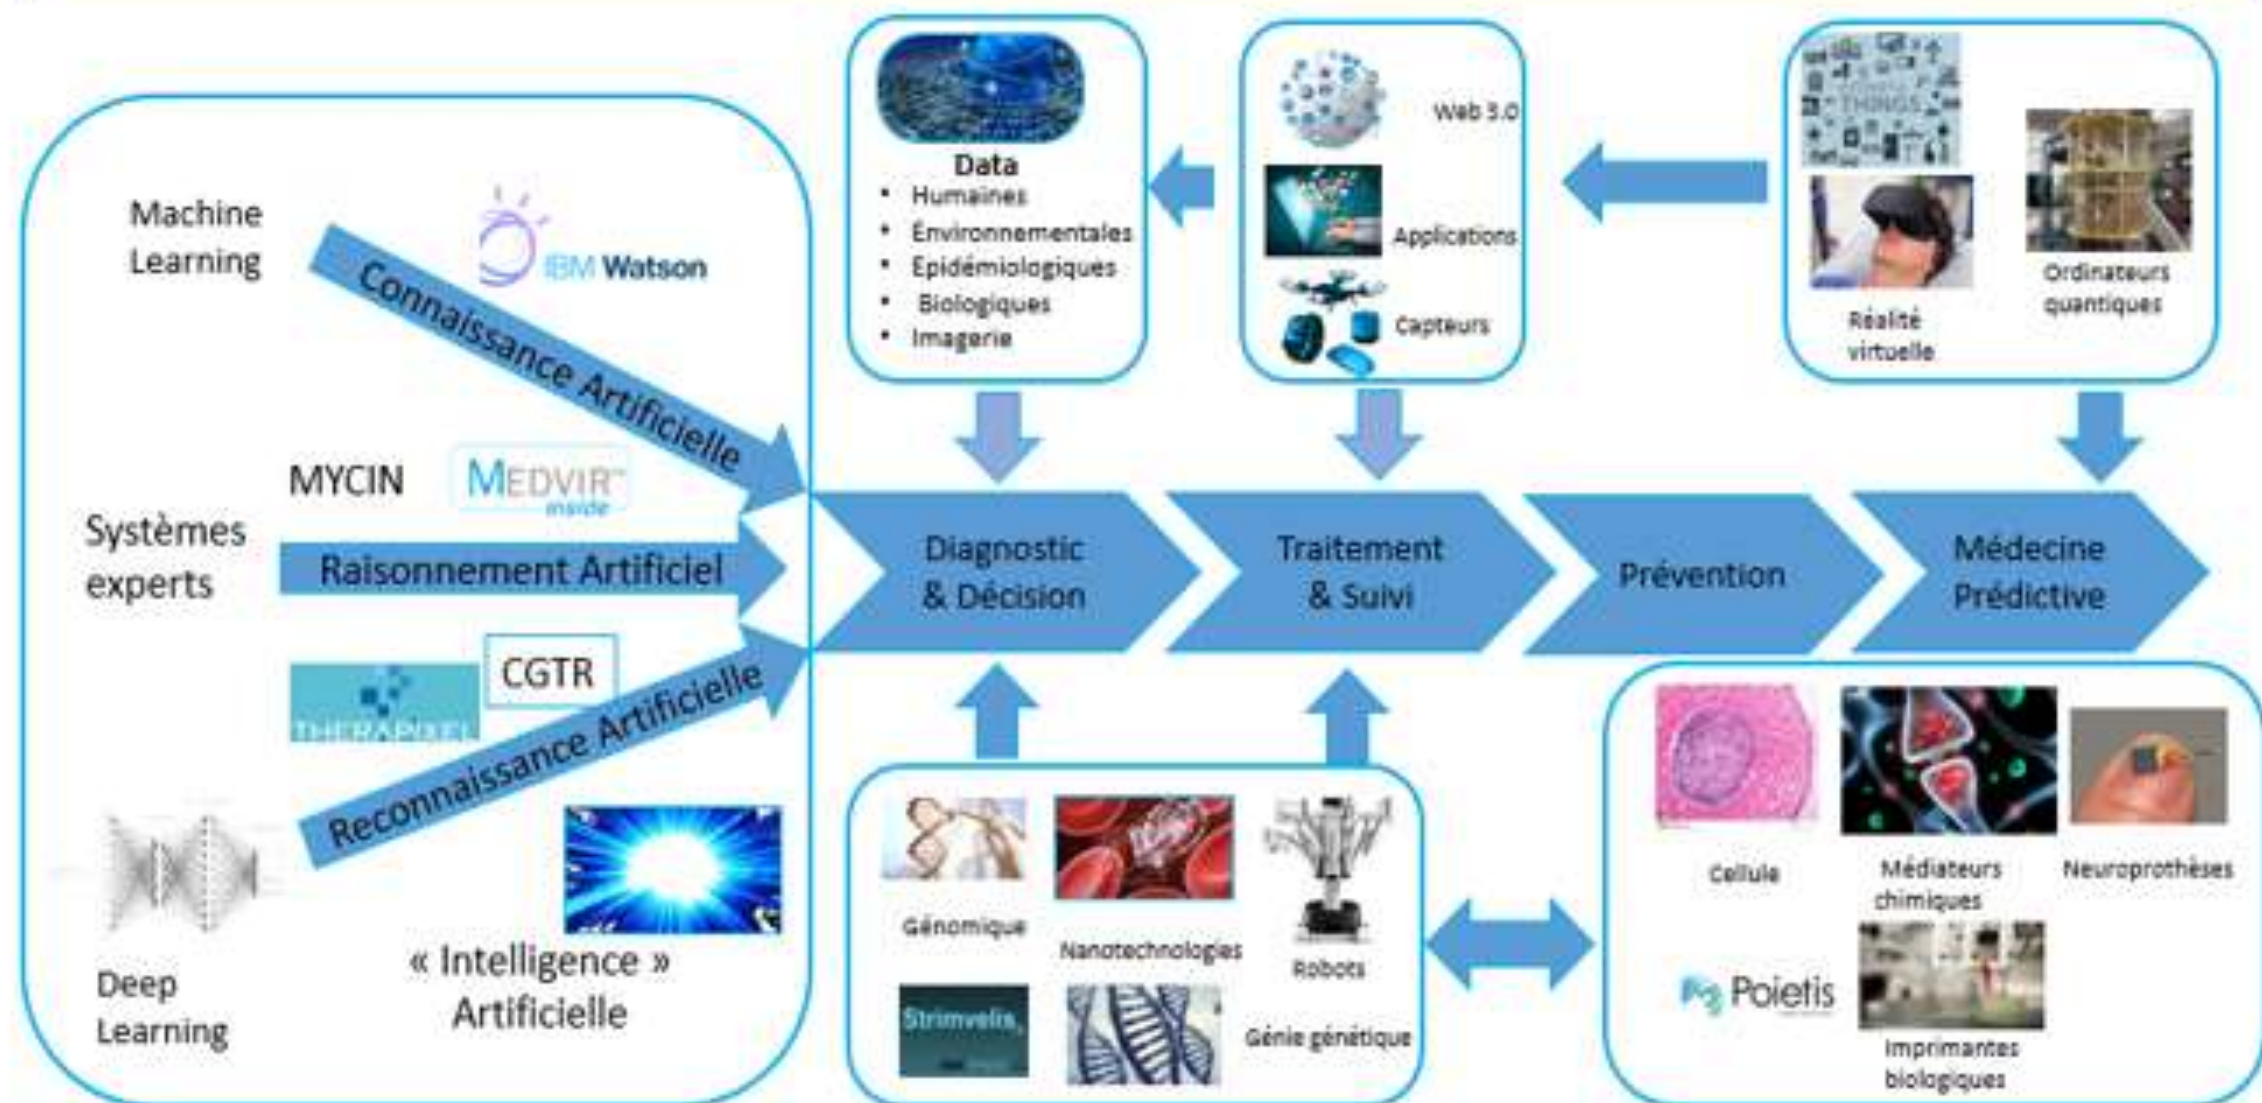 Machine
Learning
IBM Watson
Connaissance Artificielle
MYCIN
MEDVIR™
inside
Systèmes
experts
Raisonnement Artificiel
THERAPIXEL
CGTR
Reconnaissance Artificielle
Deep
Learning
« Intelligence »
Artificielle
Data
• Humaines
• Environnementales
• Epidémiologiques
• Biologiques
• Imagerie
Web 3.0
Applications
Capteurs
THINGS
Réalité
virtuelle
Ordinateurs
quantiques
Diagnostic
& Décision
Traitement
& Suivi
Prévention
Médecine
Prédictive
Génomique
Nanotechnologies
Robots
Strimvelis
Génie génétique
Cellule
Médiateurs
chimiques
Neuroprothèses
Poietis
Imprimantes
biologiques